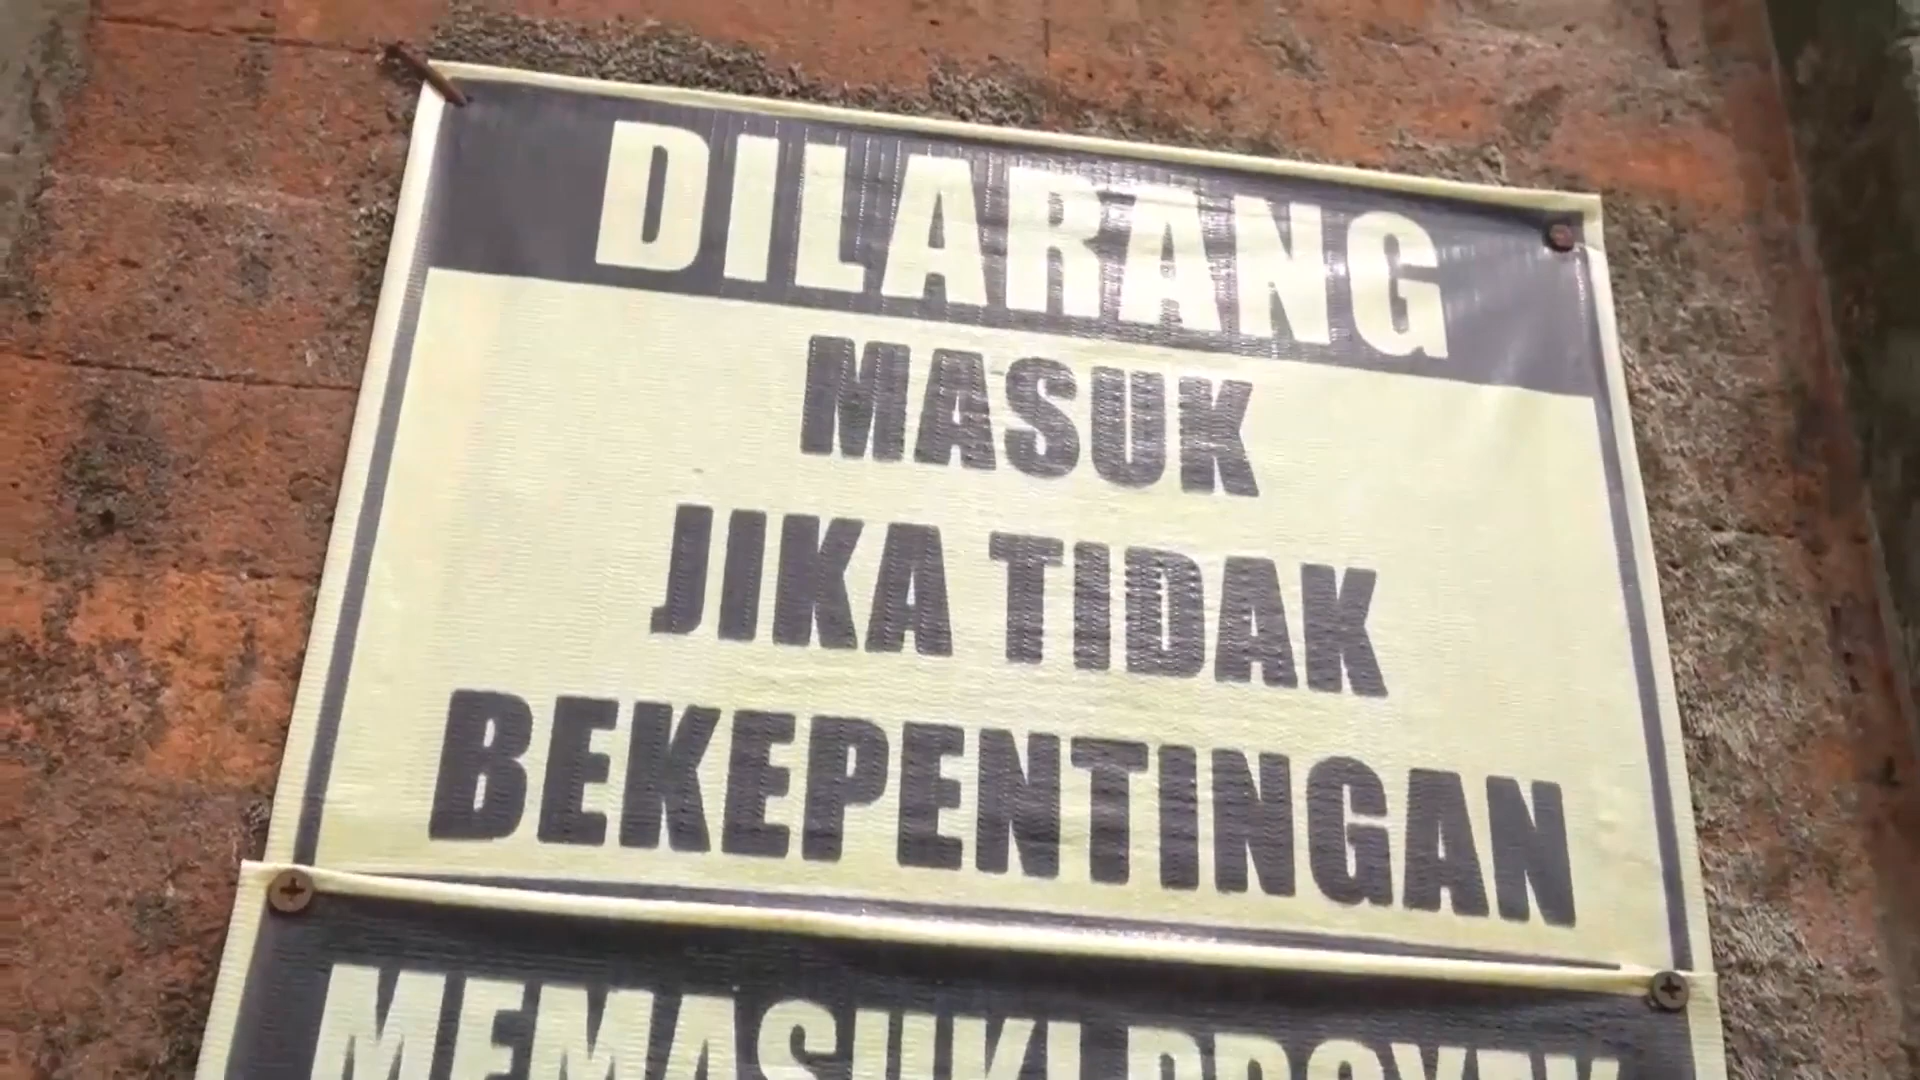 DILARANG
MASUK
JIKA TIDAK
BEKEPENTINGAN
MEMASUKI PROYEK